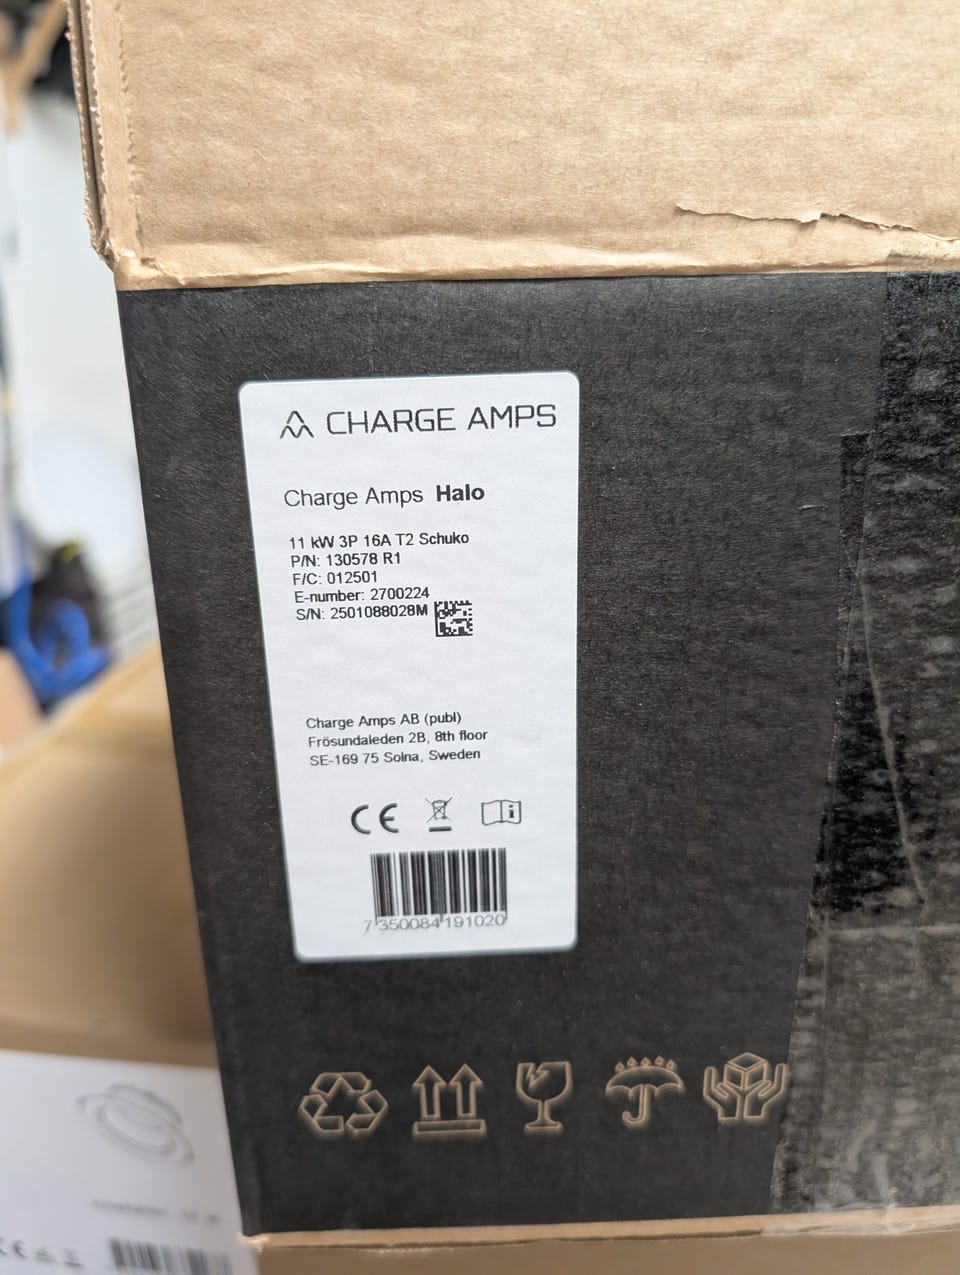 CHARGE AMPS
Charge Amps Halo
11 kW 3P 16A T2 Schuko
P/N: 130578 R1
F/C: 012501
E-number: 2700224
S/N: 2501088028M
Charge Amps AB (publ)
Frösundaleden 2B, 8th floor
SE-169 75 Solna, Sweden
CE
7 350084 191020